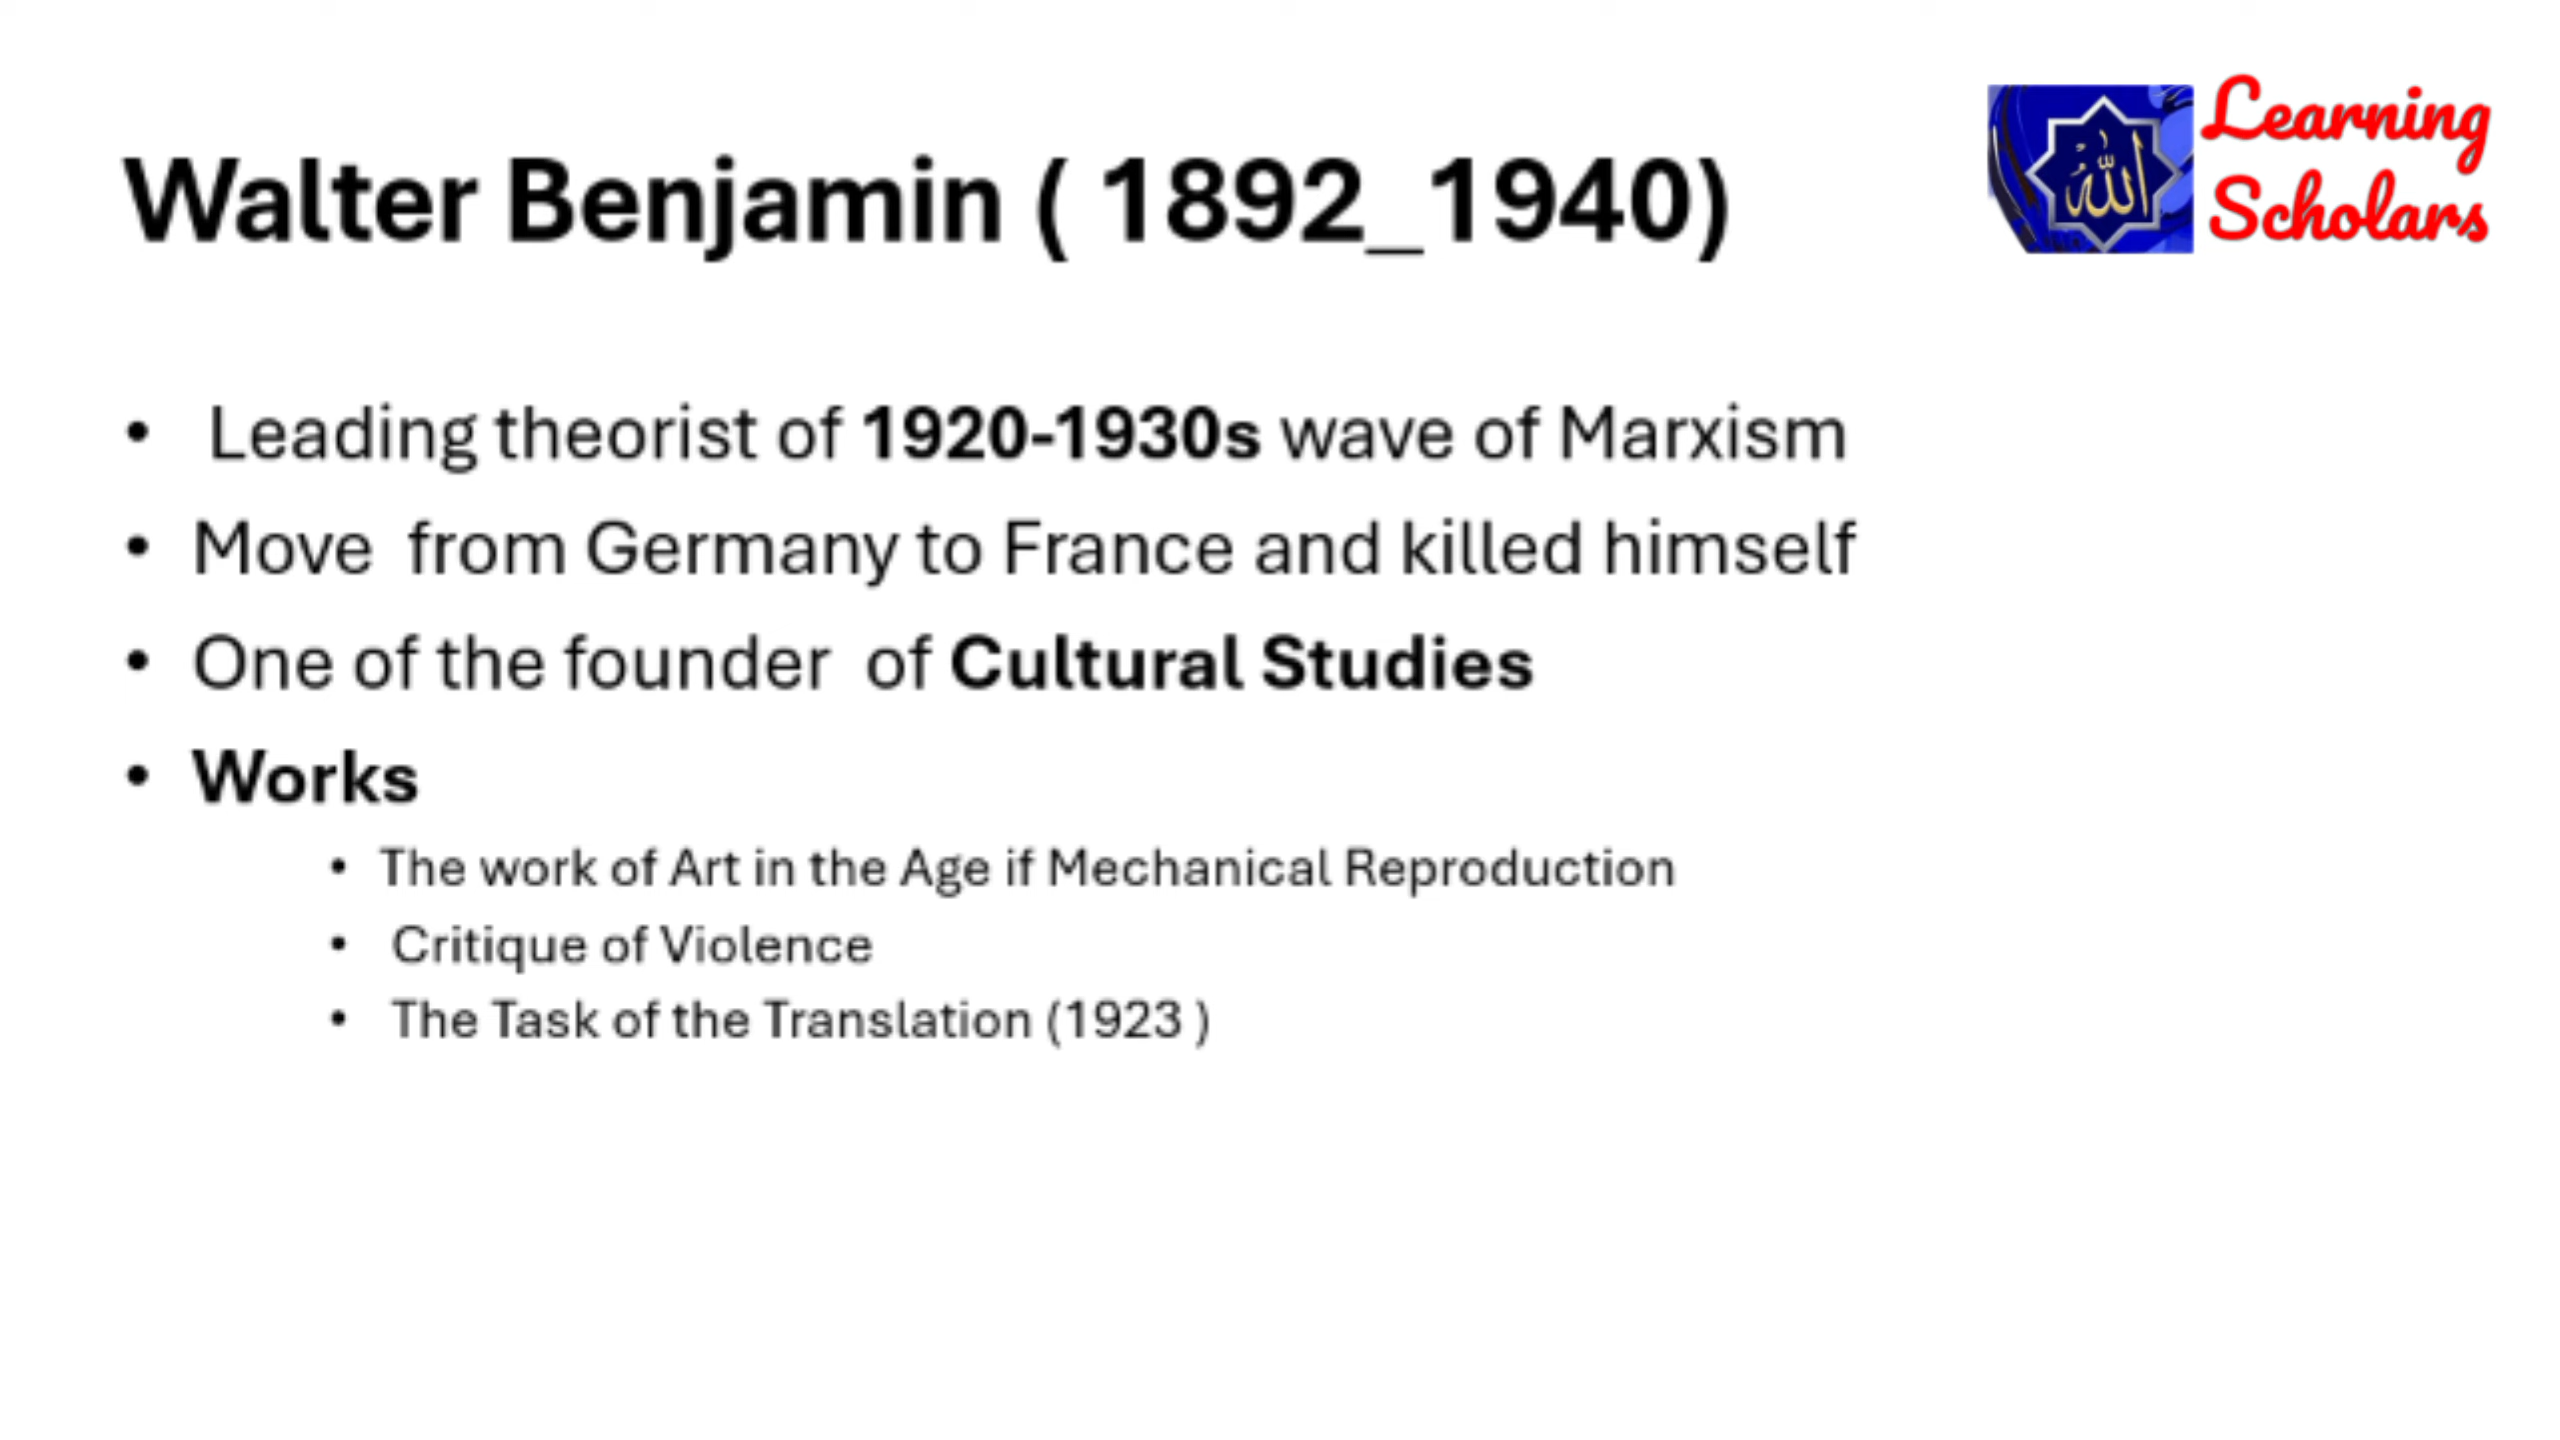 Walter Benjamin ( 1892_1940)
الله
Learning
Scholars
• Leading theorist of 1920-1930s wave of Marxism
• Move from Germany to France and killed himself
• One of the founder of Cultural Studies
• Works
• The work of Art in the Age if Mechanical Reproduction
• Critique of Violence
• The Task of the Translation (1923 )